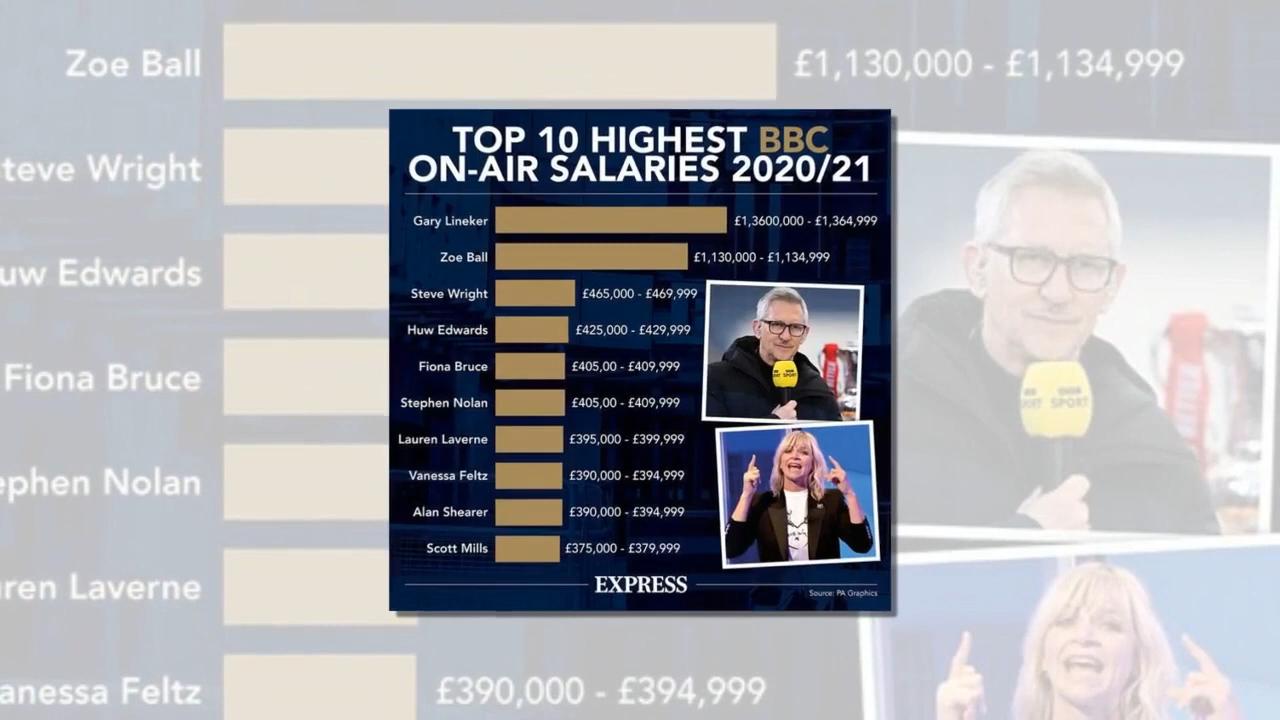 Zoe Ball £1,130,000 - £1,134,999
teve Wright
uw Edwards
Fiona Bruce
ephen Nolan
ren Laverne
anessa Feltz £390,000 - £394,999
TOP 10 HIGHEST BBC
ON-AIR SALARIES 2020/21
Gary Lineker £1,3600,000 - £1,364,999
Zoe Ball £1,130,000 - £1,134,999
Steve Wright £465,000 - £469,999
Huw Edwards £425,000 - £429,999
Fiona Bruce £405,00 - £409,999
Stephen Nolan £405,00 - £409,999
Lauren Laverne £395,000 - £399,999
Vanessa Feltz £390,000 - £394,999
Alan Shearer £390,000 - £394,999
Scott Mills £375,000 - £379,999
EXPRESS
Source: PA Graphics
SPORT
SPORT